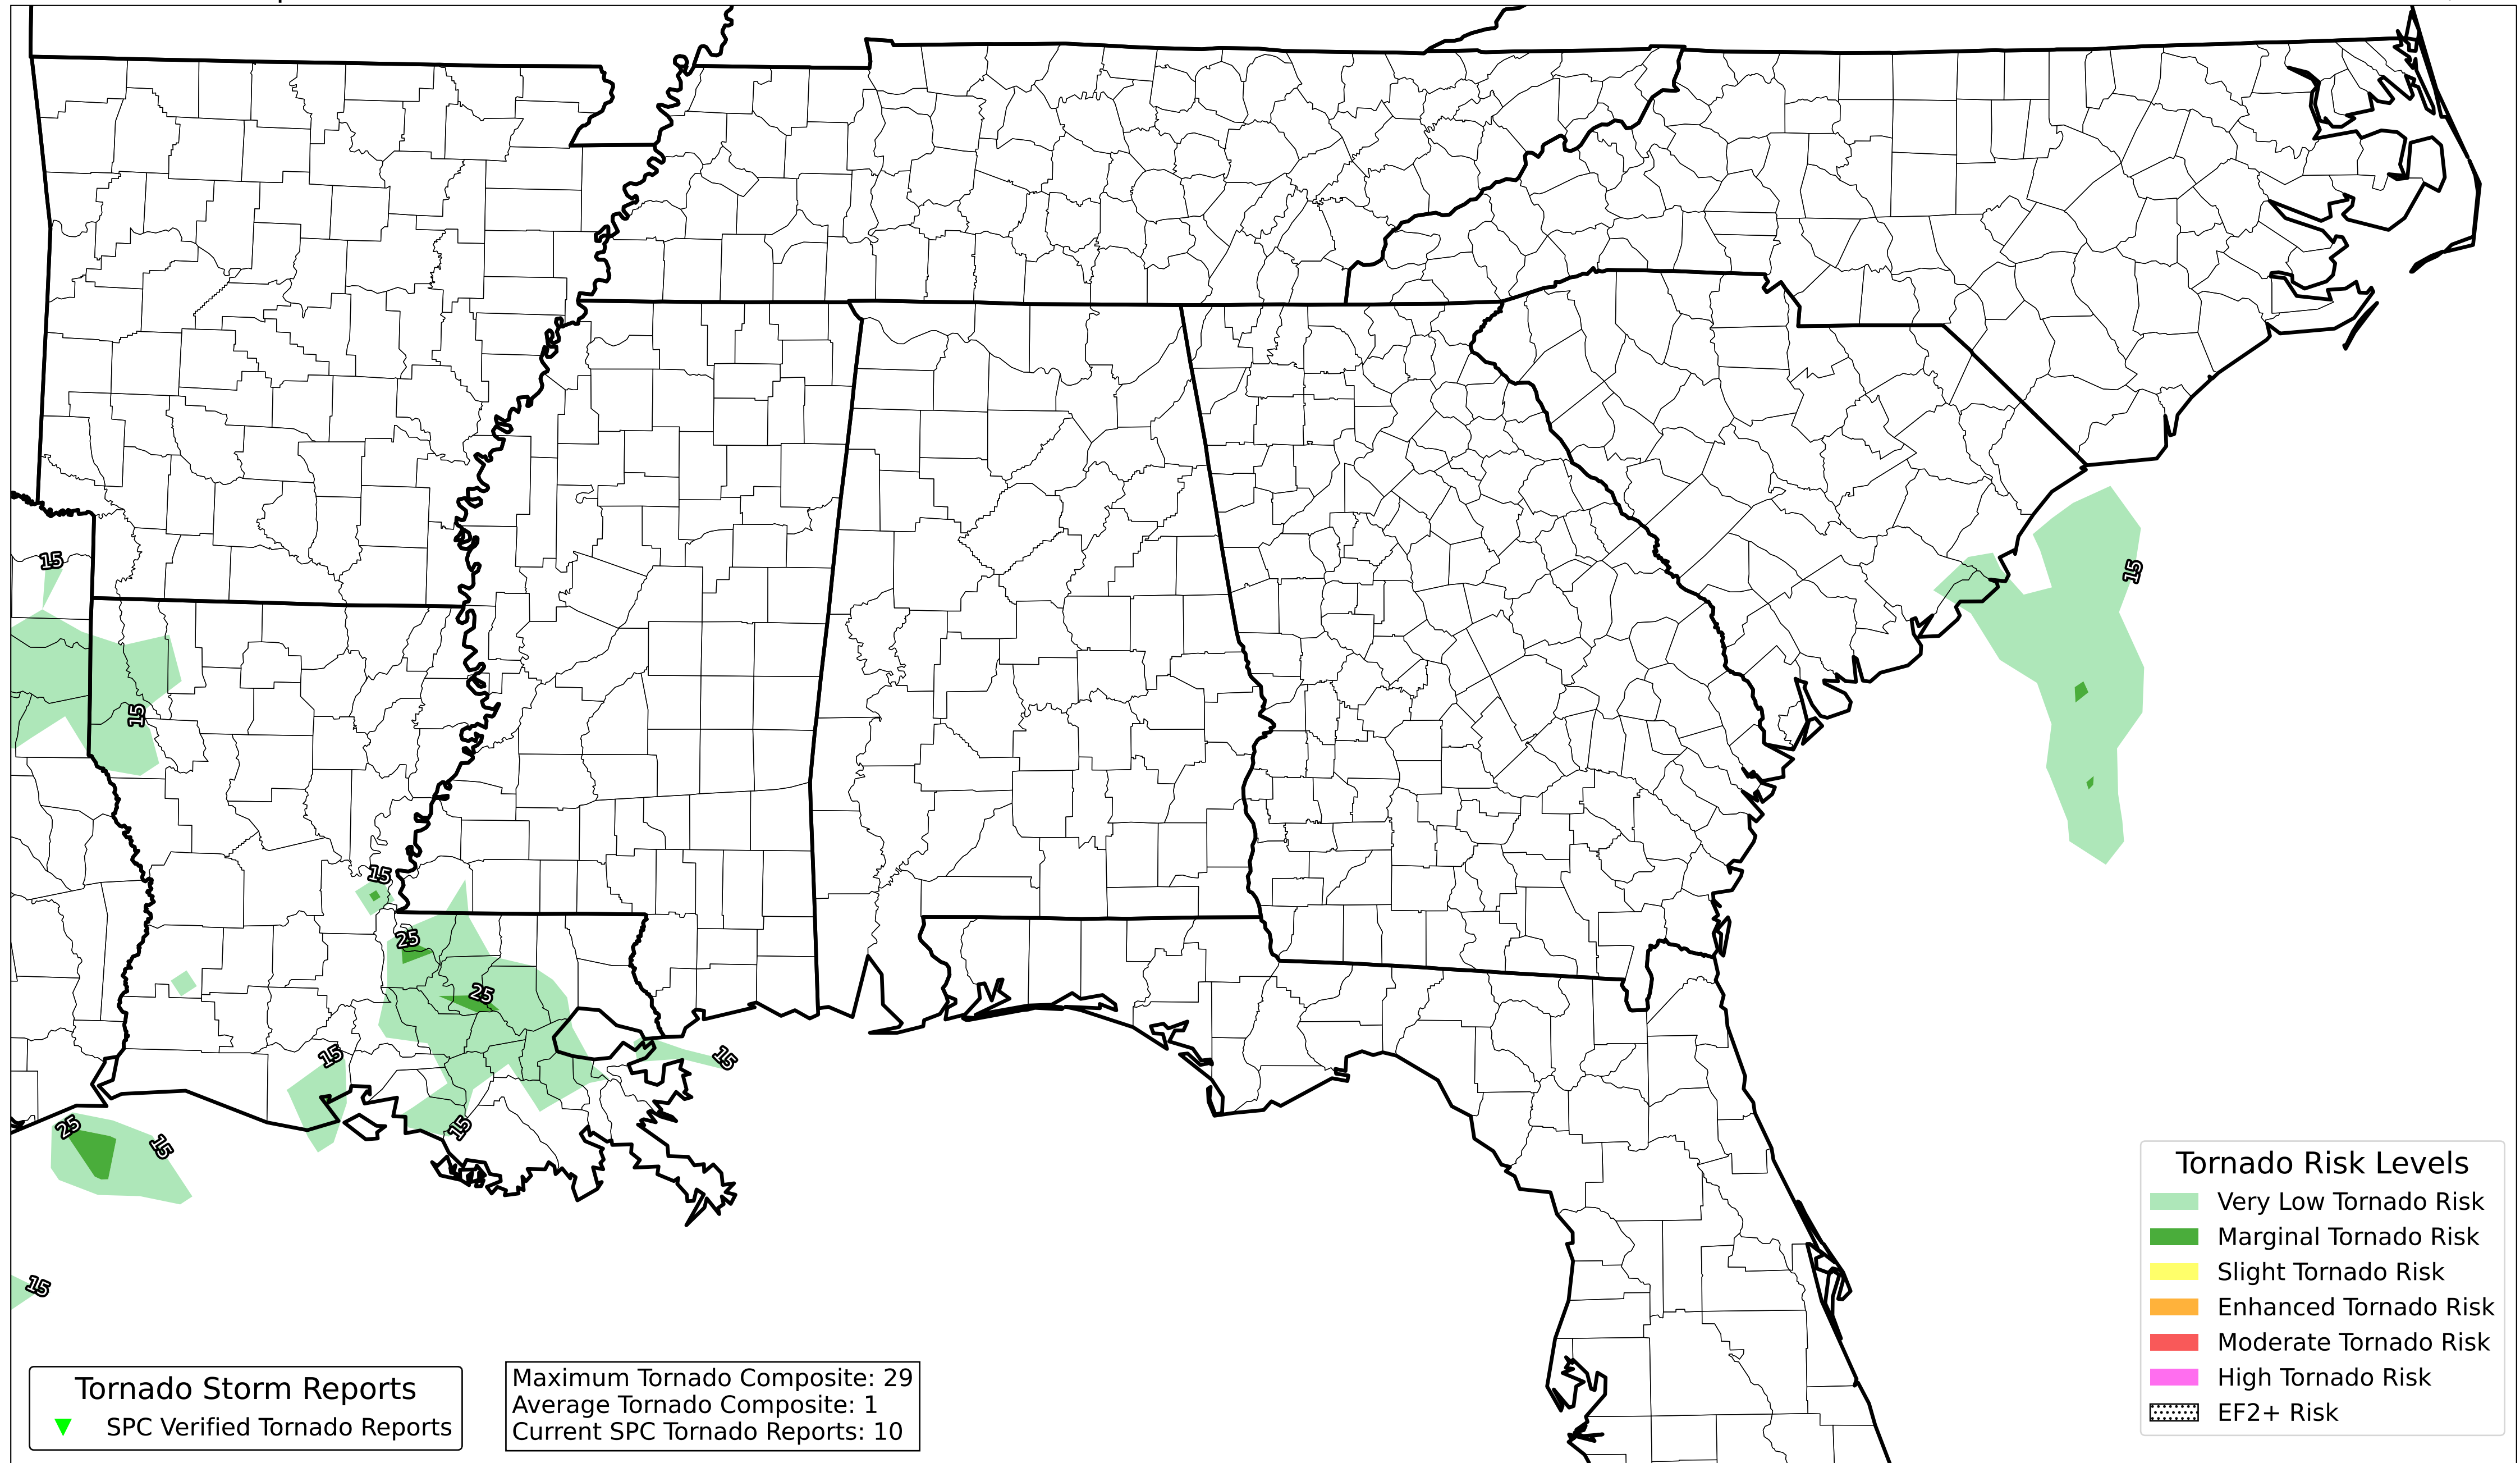 15
15
15
15
25
25
15
15
15
25
15
15
Tornado Storm Reports
SPC Verified Tornado Reports
Maximum Tornado Composite: 29
Average Tornado Composite: 1
Current SPC Tornado Reports: 10
Tornado Risk Levels
Very Low Tornado Risk
Marginal Tornado Risk
Slight Tornado Risk
Enhanced Tornado Risk
Moderate Tornado Risk
High Tornado Risk
EF2+ Risk